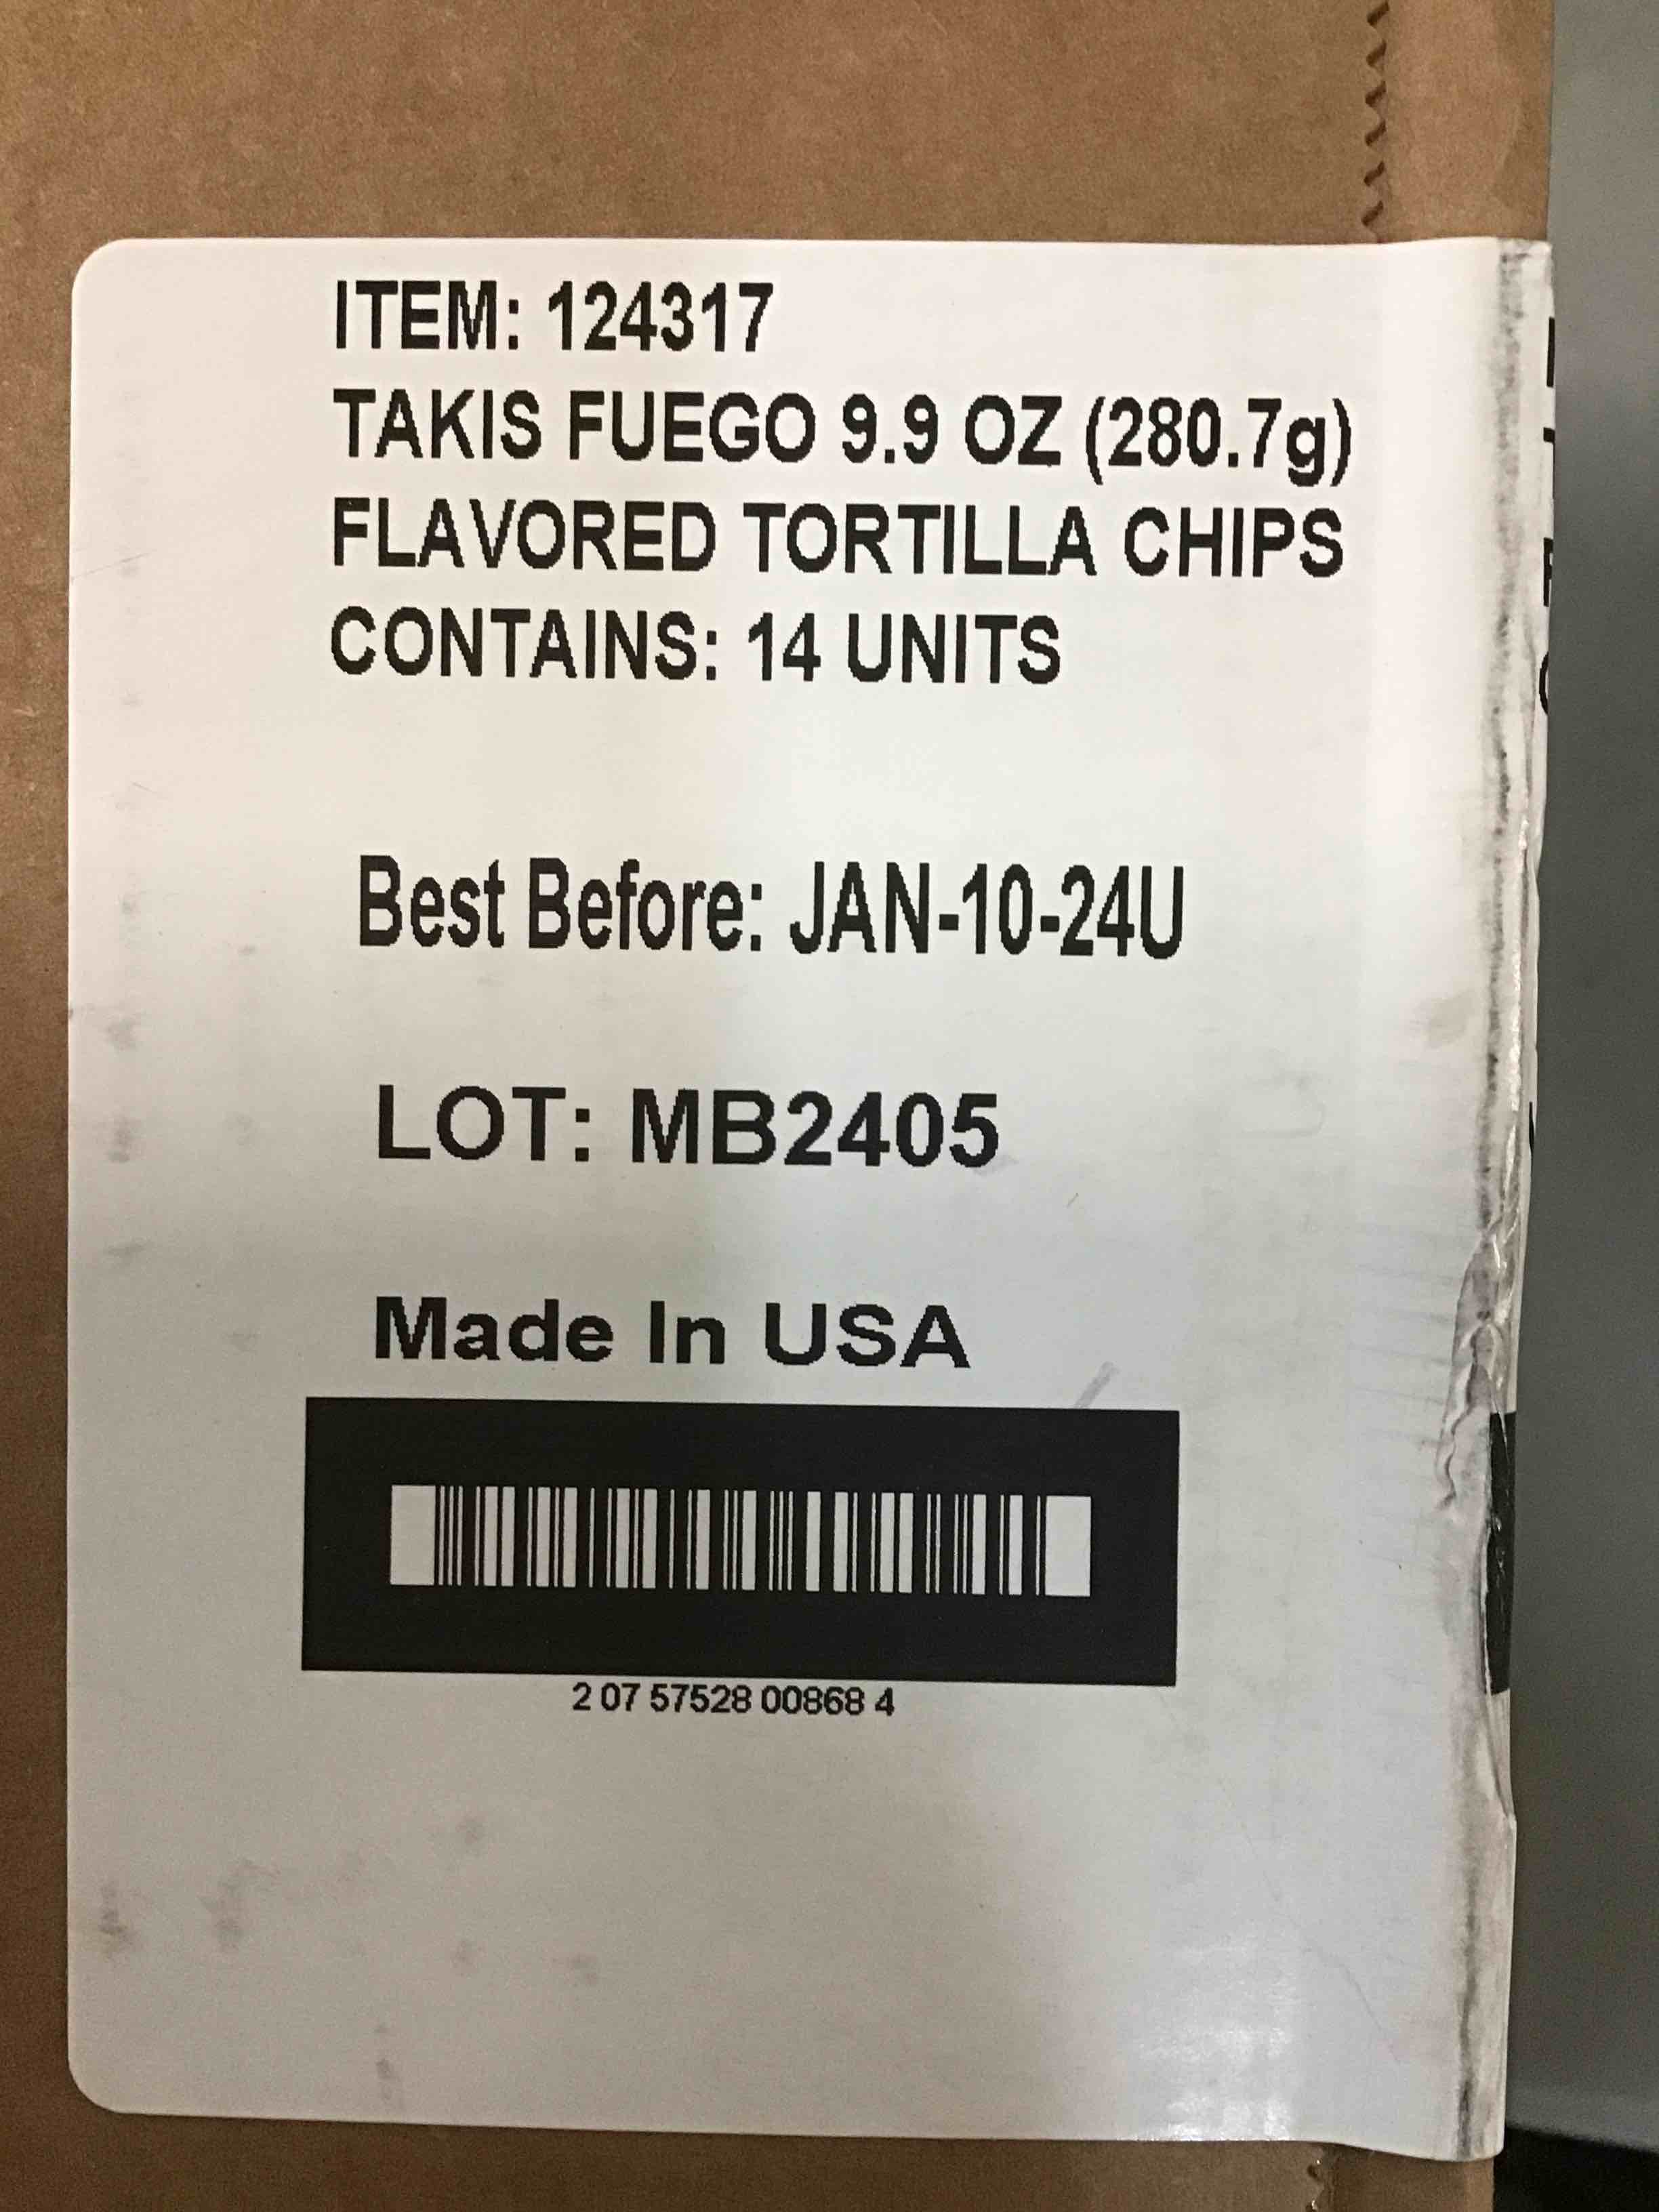 ITEM: 124317
TAKIS FUEGO 9.9 OZ (280.7g)
FLAVORED TORTILLA CHIPS
CONTAINS: 14 UNITS
Best Before: JAN-10-24U
LOT: MB2405
Made In USA
2 07 57528 00868 4